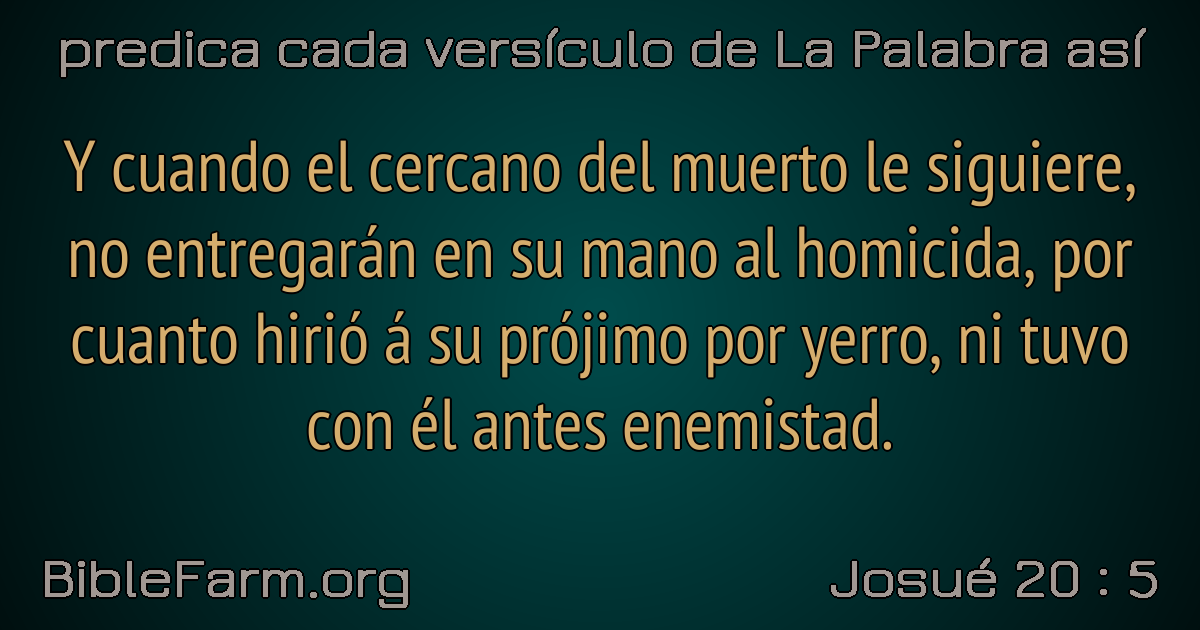 predica cada versículo de La Palabra así
Y cuando el cercano del muerto le siguiere,
no entregarán en su mano al homicida, por
cuanto hirió á su prójimo por yerro, ni tuvo
con él antes enemistad.
BibleFarm.org
Josué 20 : 5